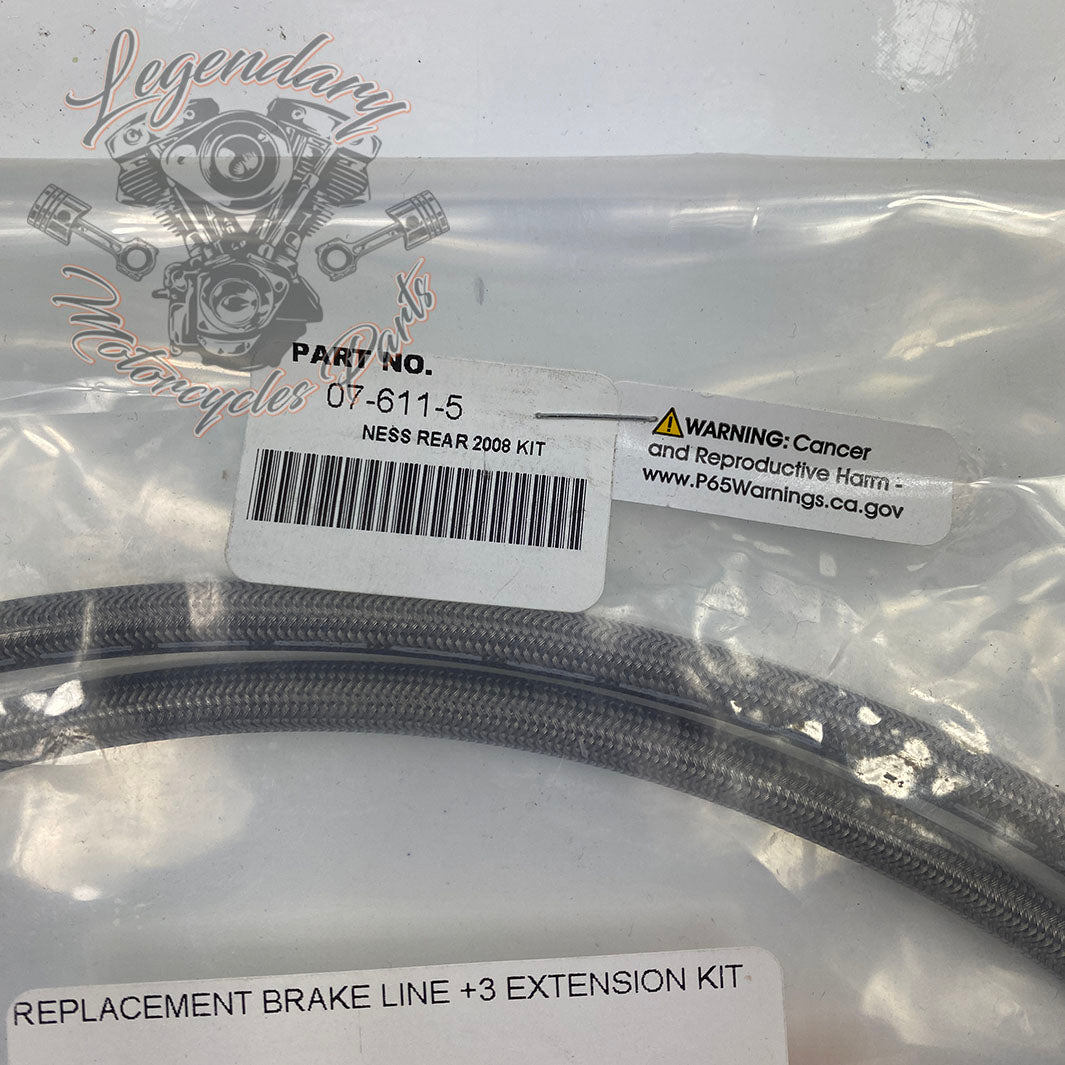 Legendary
Motorcycles Parts
PART NO.
07-611-5
NESS REAR 2008 KIT
WARNING: Cancer
and Reproductive Harm -
www.P65Warnings.ca.gov
REPLACEMENT BRAKE LINE +3 EXTENSION KIT